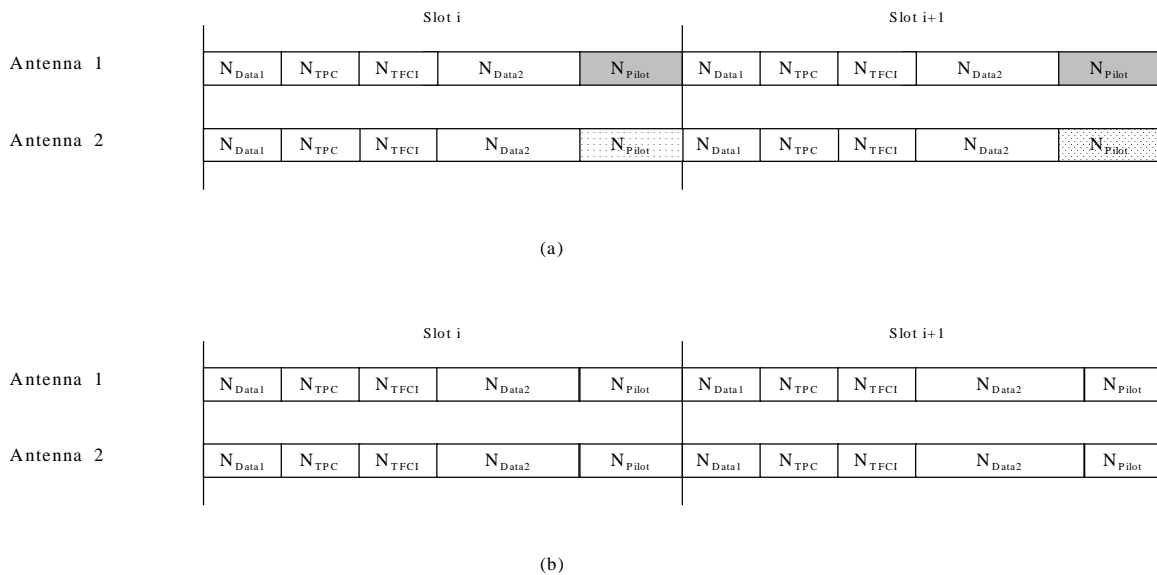 Slot i Slot i+1
Antenna 1 NData1 NTPC NTFCI NData2 NPilot NData1 NTPC NTFCI NData2 NPilot
Antenna 2 NData1 NTPC NTFCI NData2 NPilot NData1 NTPC NTFCI NData2 NPilot
(a)
Slot i Slot i+1
Antenna 1 NData1 NTPC NTFCI NData2 NPilot NData1 NTPC NTFCI NData2 NPilot
Antenna 2 NData1 NTPC NTFCI NData2 NPilot NData1 NTPC NTFCI NData2 NPilot
(b)